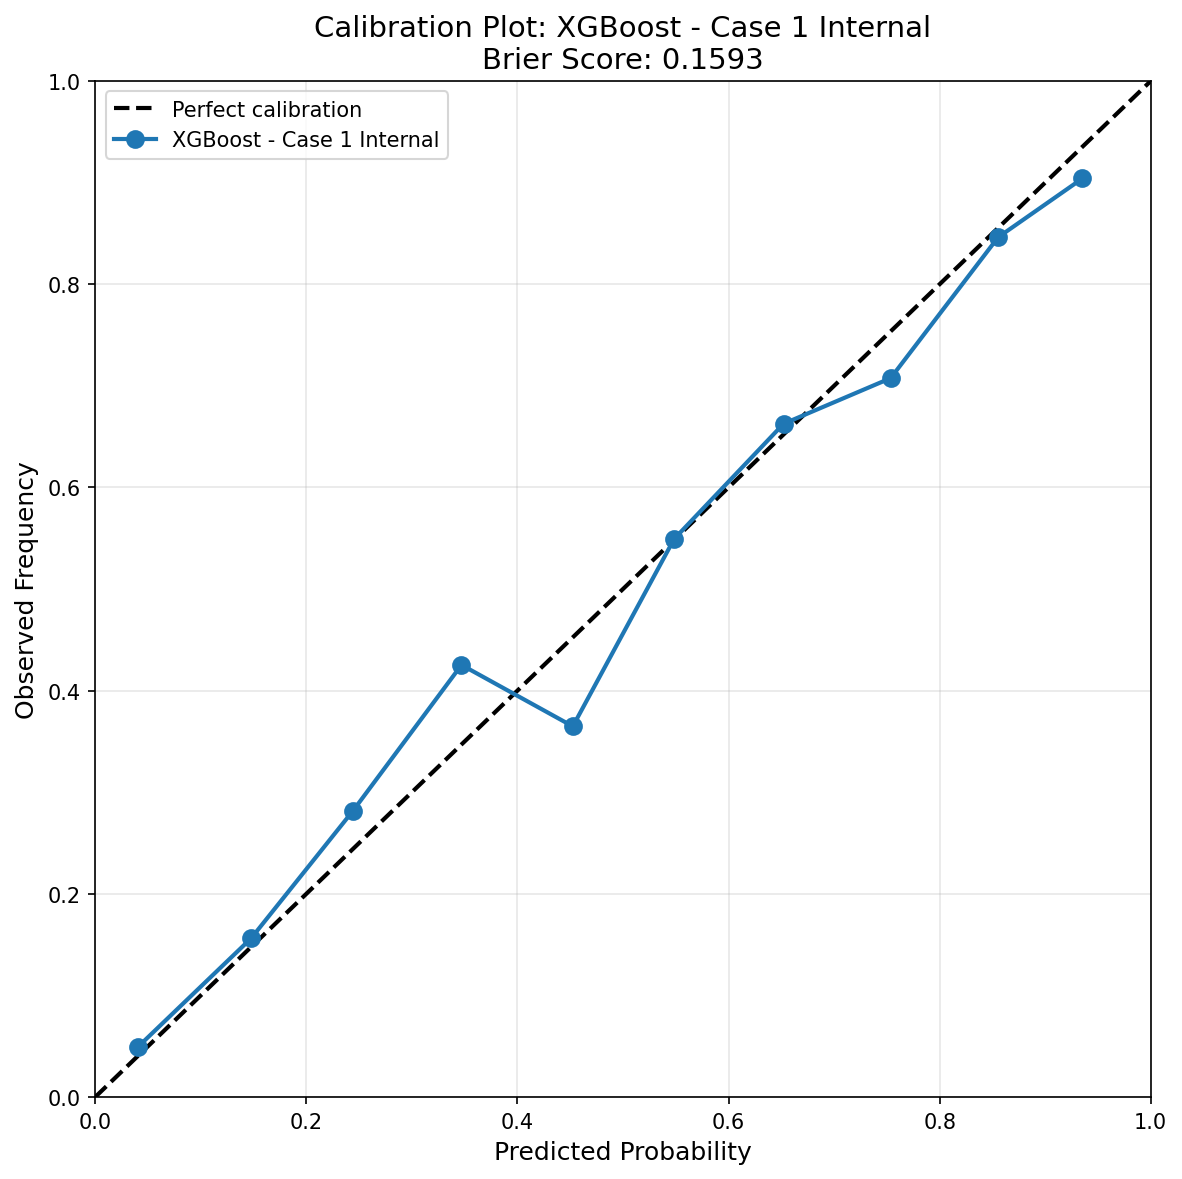 Calibration Plot: XGBoost - Case 1 Internal
Brier Score: 0.1593
Perfect calibration
XGBoost - Case 1 Internal
Observed Frequency
1.0
0.8
0.6
0.4
0.2
0.0
0.0 0.2 0.4 0.6 0.8 1.0
Predicted Probability